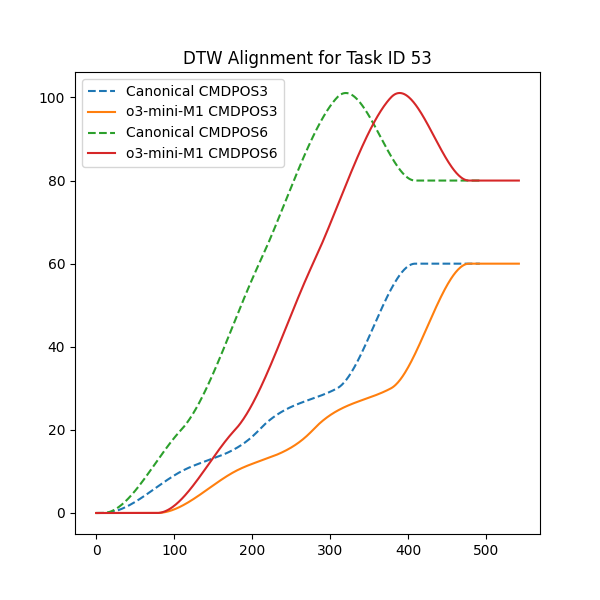 DTW Alignment for Task ID 53
Canonical CMDPOS3
o3-mini-M1 CMDPOS3
Canonical CMDPOS6
o3-mini-M1 CMDPOS6
100
80
60
40
20
0
0 100 200 300 400 500